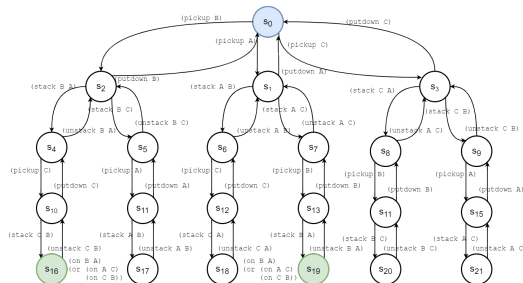 (pickup B)
s0
(putdown C)
(pickup A)
(pickup C)
(putdown B)
(putdown A)
s2
s1
s3
(stack B A)
(stack B C)
(stack A B)
(stack A C)
(stack C A)
(stack C B)
(unstack B A)
(unstack B C)
(unstack A B)
(unstack A C)
(unstack C A)
(unstack C B)
s4
s5
s6
s7
s8
s9
(pickup C)
(pickup A)
(pickup C)
(pickup B)
(pickup B)
(pickup A)
(putdown C)
(putdown A)
(putdown C)
(putdown B)
(putdown B)
(putdown A)
s10
s11
s12
s13
s11
s15
(stack C B)
(stack A B)
(stack C A)
(stack B A)
(stack B C)
(stack A C)
(unstack C B)
(unstack A B)
(unstack C A)
(unstack B A)
(unstack B C)
(unstack A C)
s16
(on B A)
(or (on A C)
(on C B))
s17
s18
(on B A)
(or (on A C)
(on C B))
s19
s20
s21